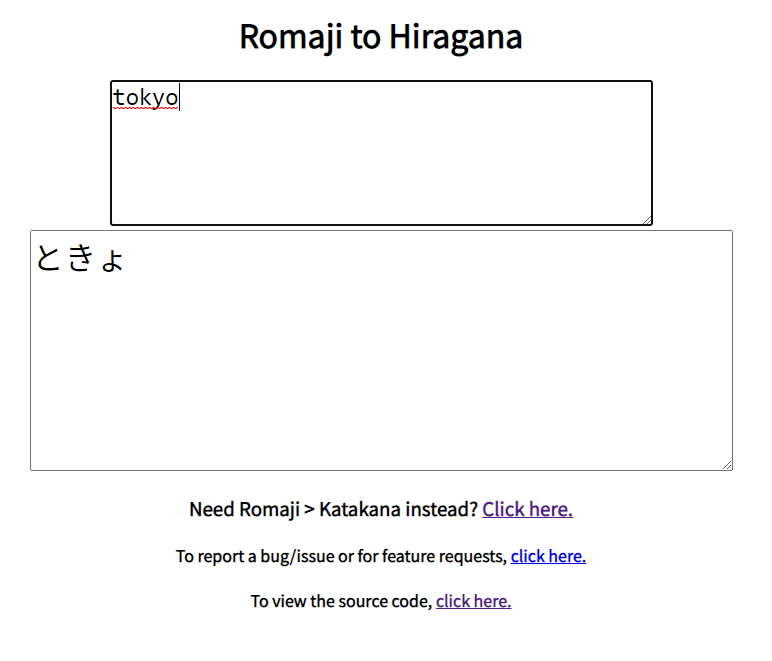 Romaji to Hiragana
tokyo
ときょ
Need Romaji > Katakana instead? Click here.
To report a bug/issue or for feature requests, click here.
To view the source code, click here.